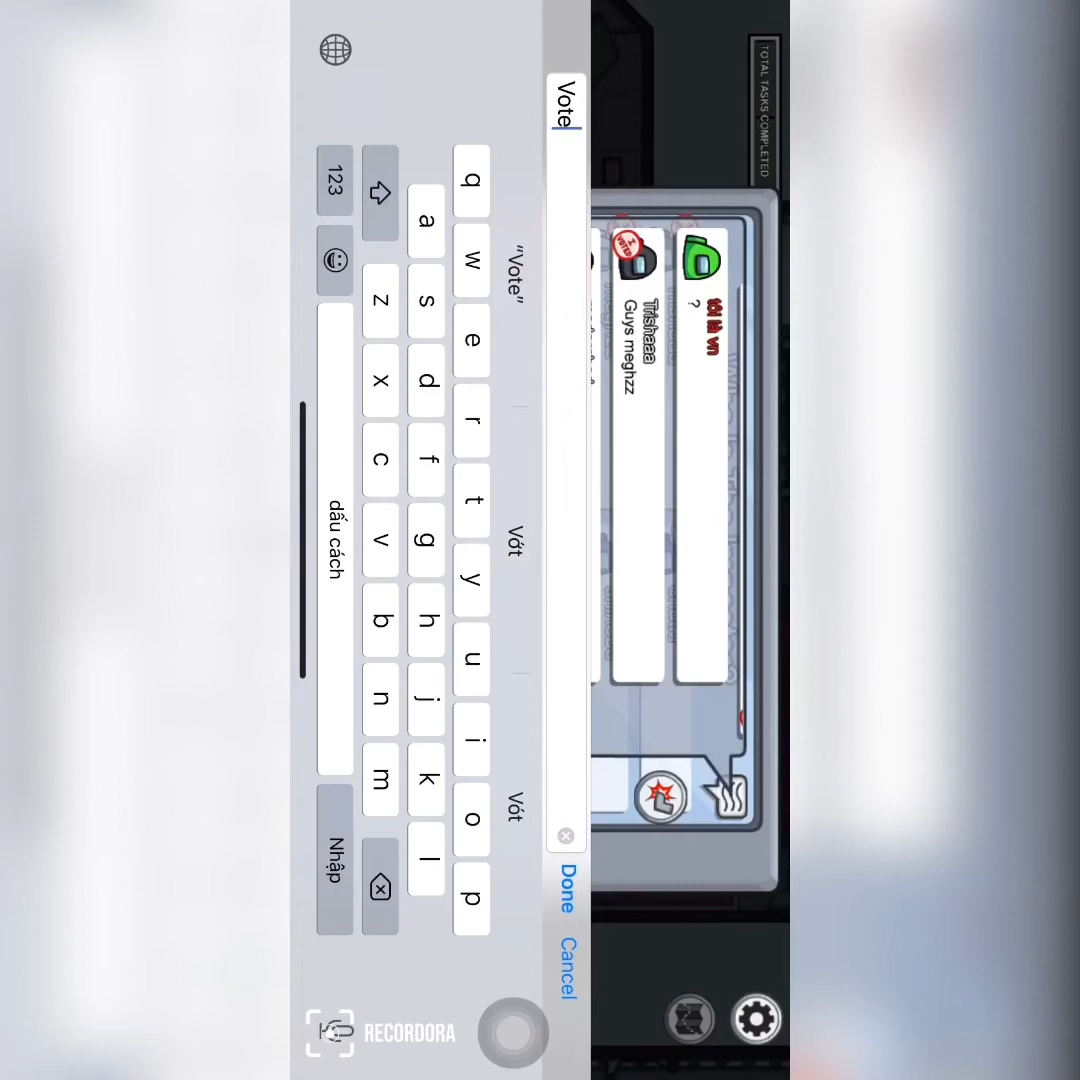 TOTAL TASKS COMPLETED
tôi là vn
?
Trishaaa
Guys meghzz
Vote
Done
Cancel
"Vote"
Vót
Vót
q w e r t y u i o p
a s d f g h j k l
z x c v b n m
123
dấu cách
Nhập
RECORDORA